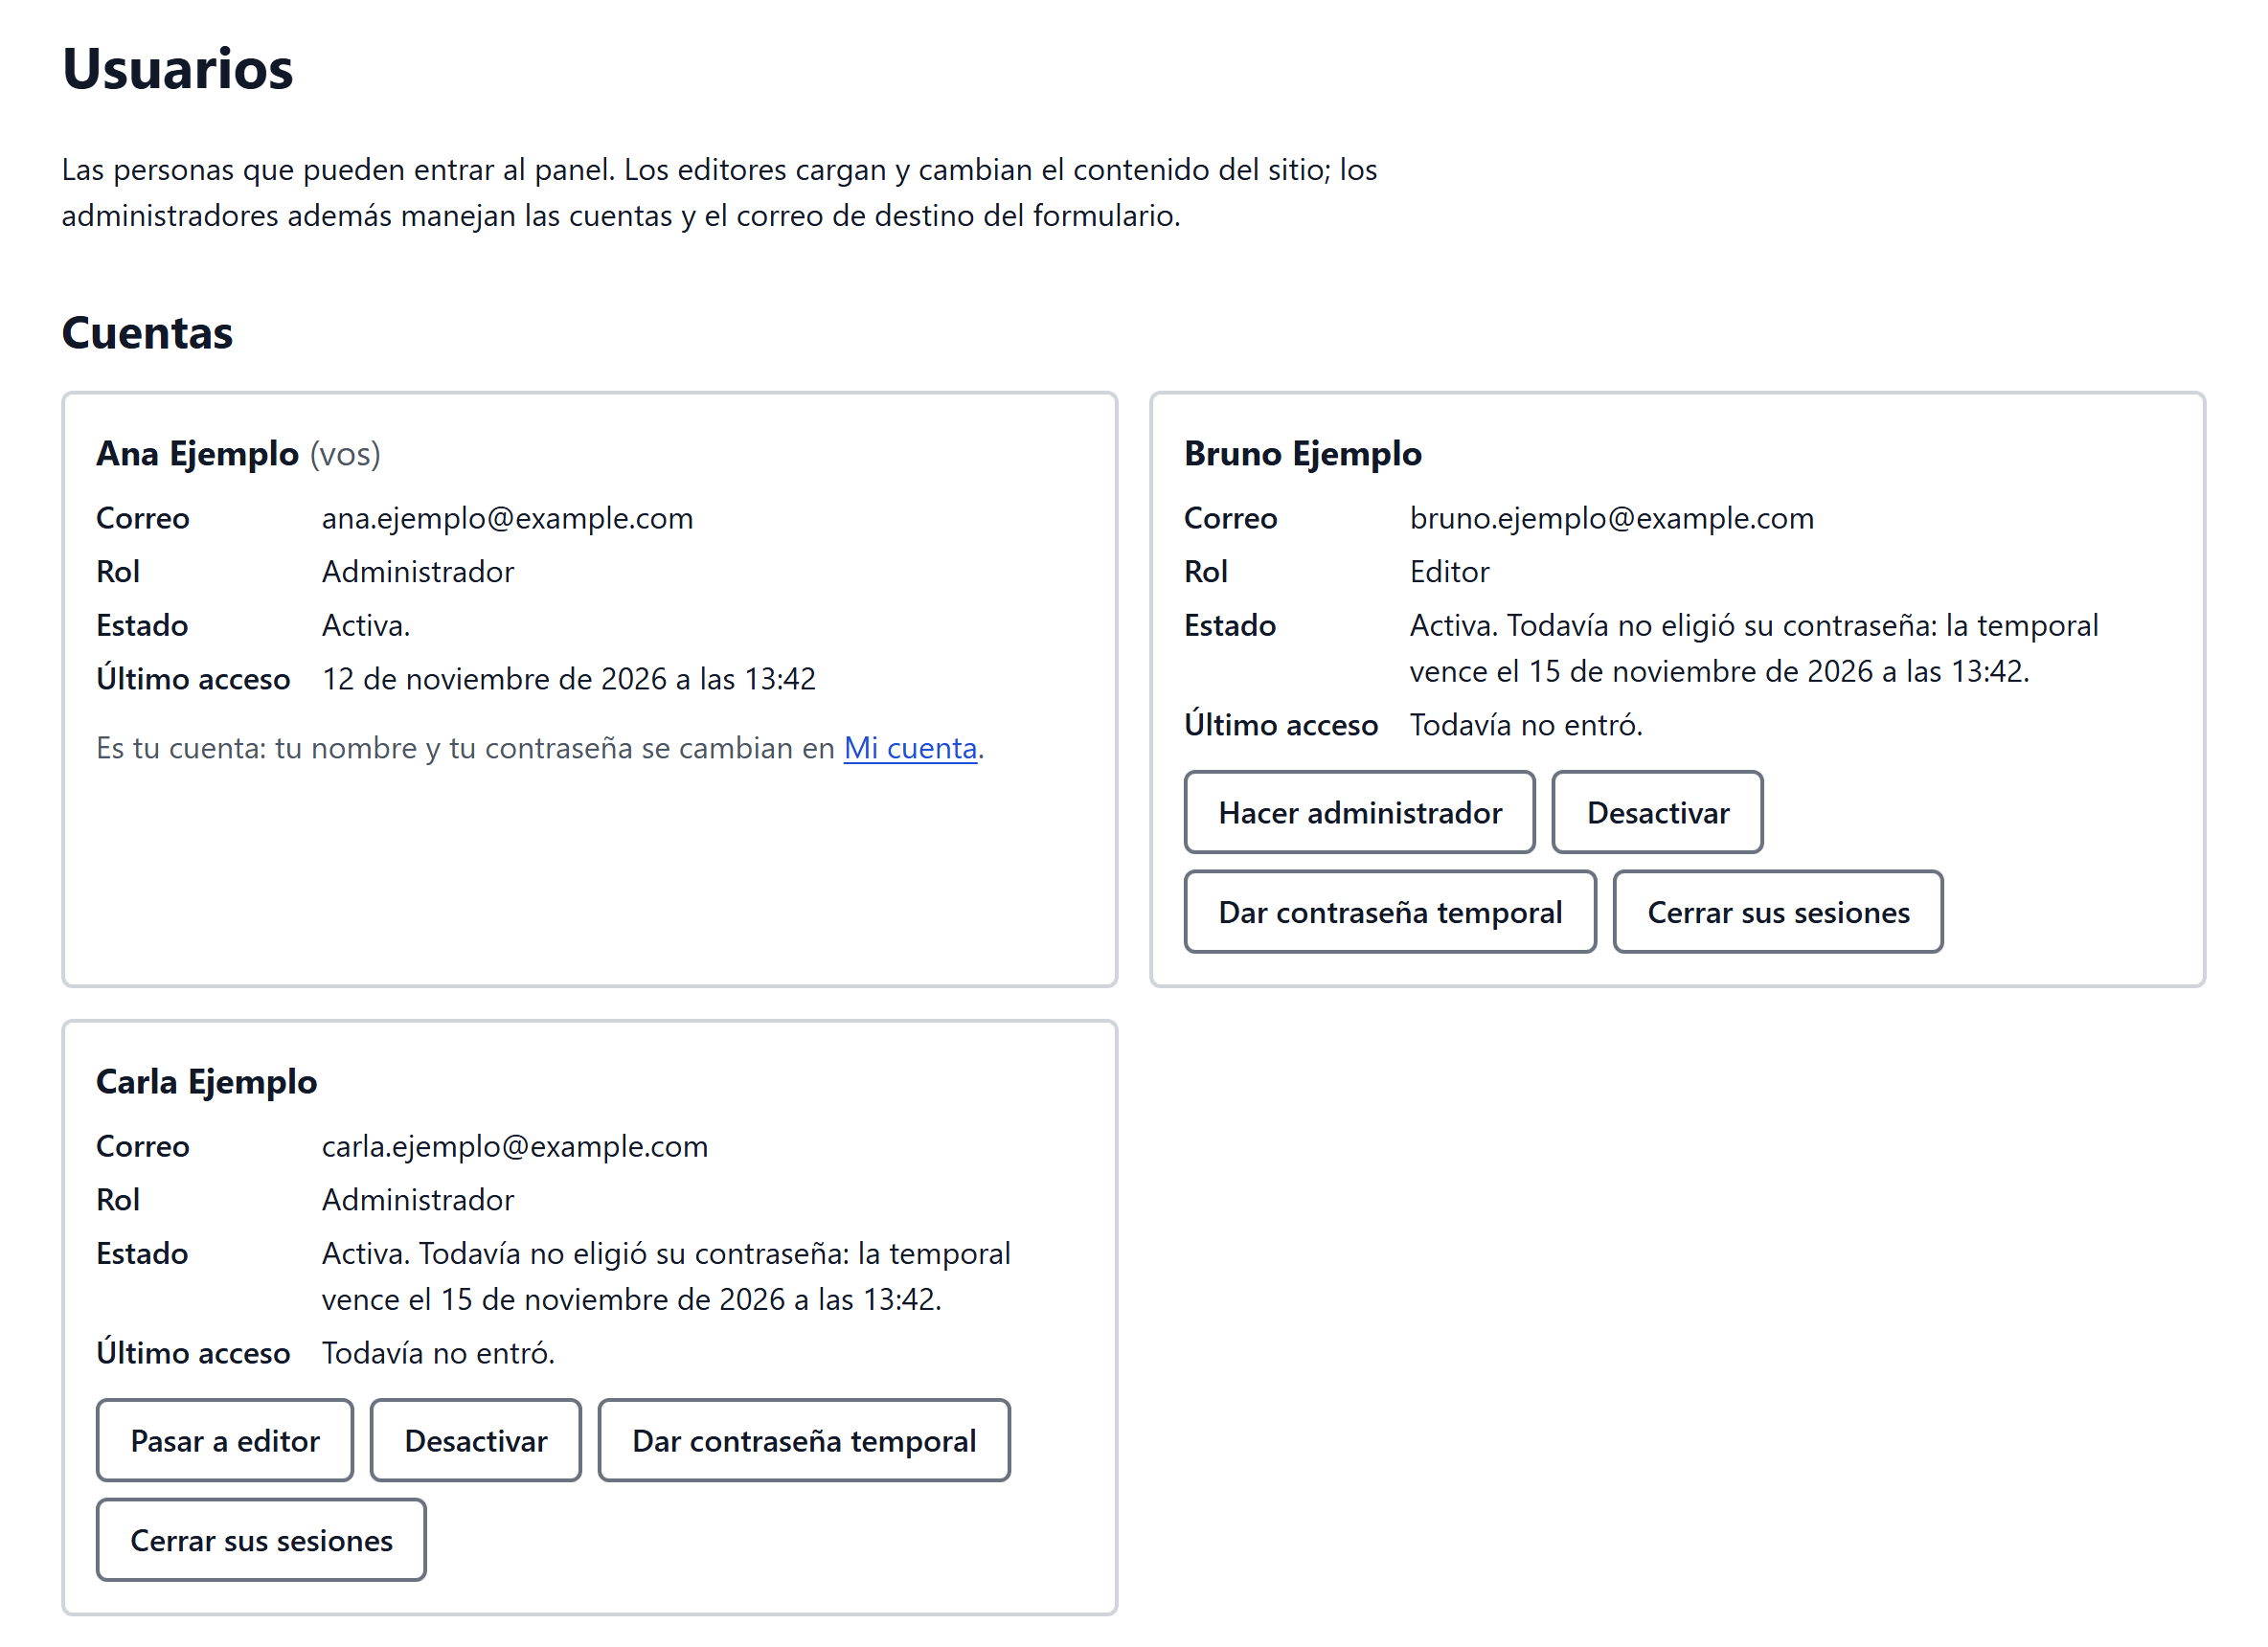 Usuarios
Las personas que pueden entrar al panel. Los editores cargan y cambian el contenido del sitio; los
administradores además manejan las cuentas y el correo de destino del formulario.
Cuentas
Ana Ejemplo (vos)
Correo ana.ejemplo@example.com
Rol Administrador
Estado Activa.
Último acceso 12 de noviembre de 2026 a las 13:42
Es tu cuenta: tu nombre y tu contraseña se cambian en Mi cuenta.
Bruno Ejemplo
Correo bruno.ejemplo@example.com
Rol Editor
Estado Activa. Todavía no eligió su contraseña: la temporal
vence el 15 de noviembre de 2026 a las 13:42.
Último acceso Todavía no entró.
Hacer administrador Desactivar
Dar contraseña temporal Cerrar sus sesiones
Carla Ejemplo
Correo carla.ejemplo@example.com
Rol Administrador
Estado Activa. Todavía no eligió su contraseña: la temporal
vence el 15 de noviembre de 2026 a las 13:42.
Último acceso Todavía no entró.
Pasar a editor Desactivar Dar contraseña temporal
Cerrar sus sesiones